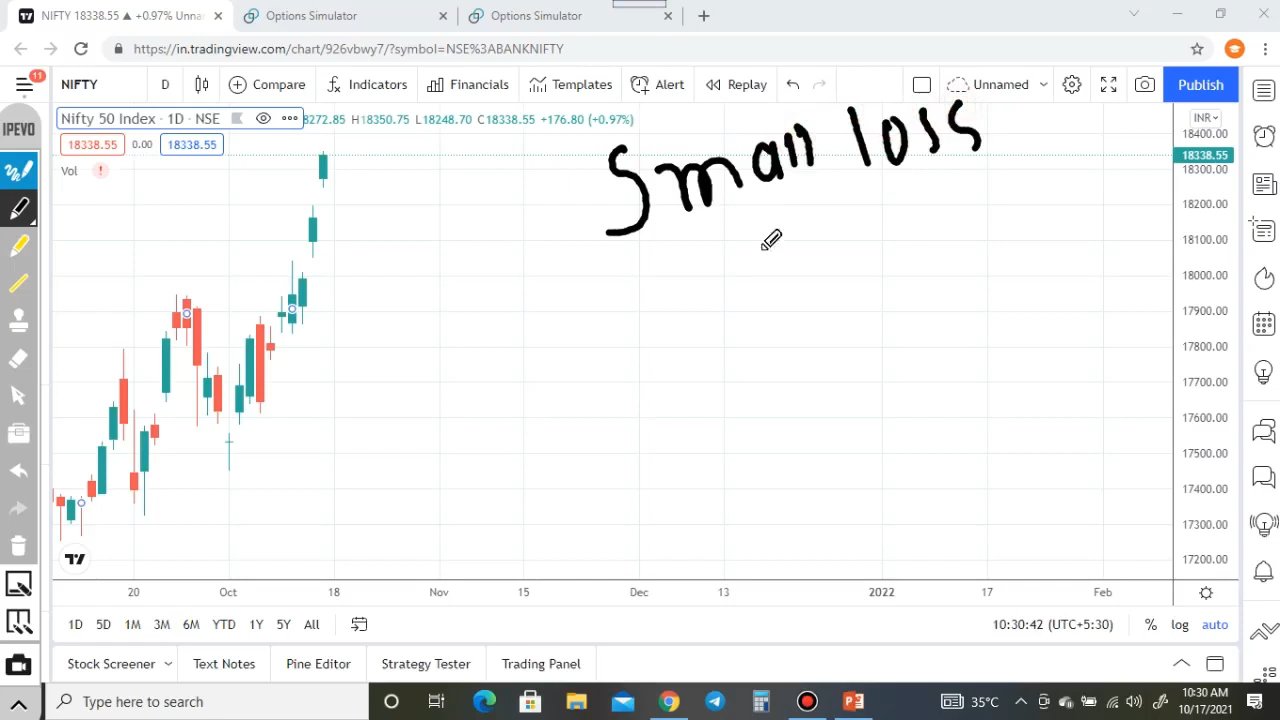 NIFTY 18338.55 ▲ +0.97% Unnar
Options Simulator
Options Simulator
https://in.tradingview.com/chart/926vbwy7/?symbol=NSE%3ABANKNIFTY
11
NIFTY D Compare Indicators Financials Templates Alert Replay Unnamed Publish
IPEVO
Nifty 50 Index · 1D · NSE
8272.85 H18350.75 L18248.70 C18338.55 +176.80 (+0.97%)
18338.55 0.00 18338.55
Vol
Small loss
INR
18400.00
18338.55
18300.00
18200.00
18100.00
18000.00
17900.00
17800.00
17700.00
17600.00
17500.00
17400.00
17300.00
17200.00
20 Oct 18 Nov 15 Dec 13 2022 17 Feb
1D 5D 1M 3M 6M YTD 1Y 5Y All
10:30:42 (UTC+5:30) % log auto
Stock Screener Text Notes Pine Editor Strategy Tester Trading Panel
Type here to search
35°C
10:30 AM
10/17/2021